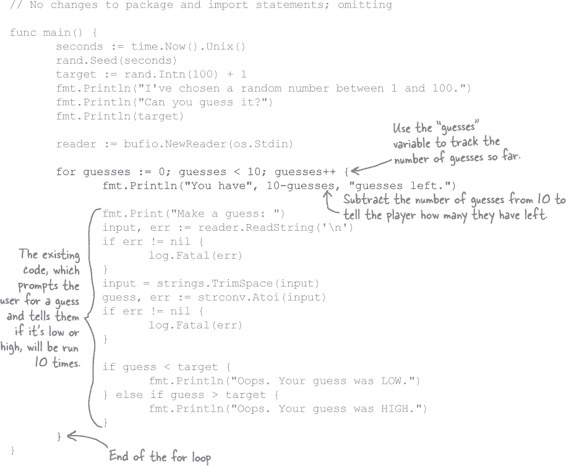 // No changes to package and import statements; omitting
func main() {
seconds := time.Now().Unix()
rand.Seed(seconds)
target := rand.Intn(100) + 1
fmt.Println("I've chosen a random number between 1 and 100.")
fmt.Println("Can you guess it?")
fmt.Println(target)
reader := bufio.NewReader(os.Stdin)
Use the "guesses"
variable to track the
number of guesses so far.
for guesses := 0; guesses < 10; guesses++ {
fmt.Println("You have", 10-guesses, "guesses left.")
Subtract the number of guesses from 10 to
tell the player how many they have left.
fmt.Print("Make a guess: ")
input, err := reader.ReadString('\n')
if err != nil {
log.Fatal(err)
}
input = strings.TrimSpace(input)
guess, err := strconv.Atoi(input)
if err != nil {
log.Fatal(err)
}
if guess < target {
fmt.Println("Oops. Your guess was LOW.")
} else if guess > target {
fmt.Println("Oops. Your guess was HIGH.")
}
The existing
code, which
prompts the
user for a guess
and tells them
if it's low or
high, will be run
10 times.
}
End of the for loop
}